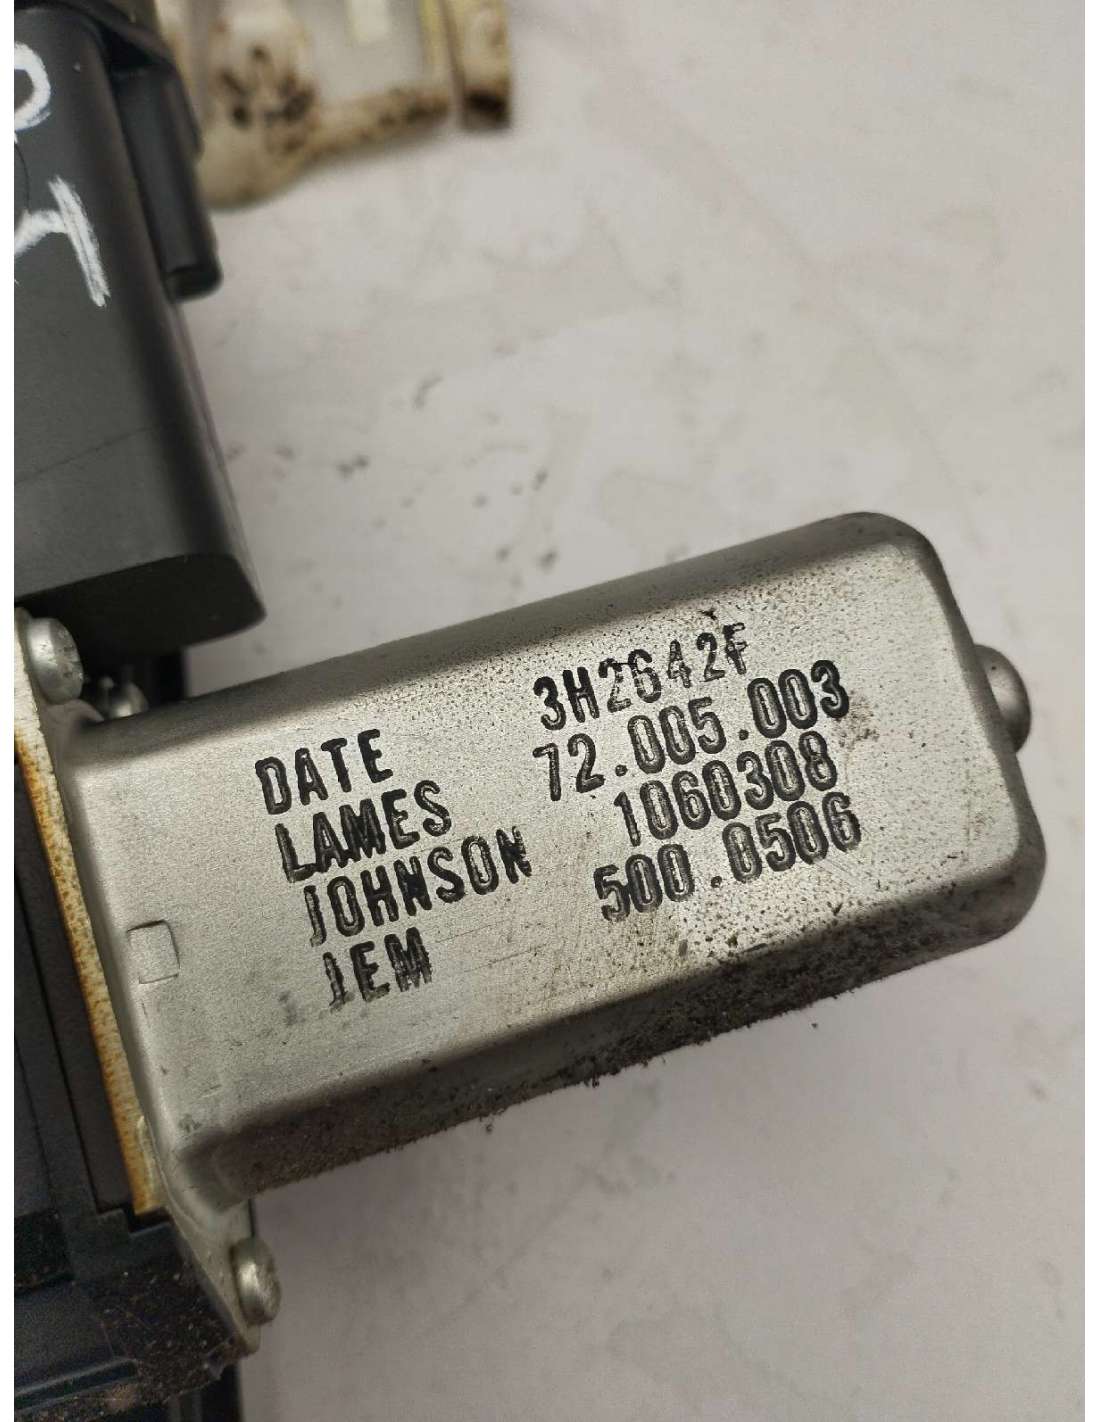 DATE 3H2642F
LAMES 72.005.003
JOHNSON 1060308
JEM 500.0506